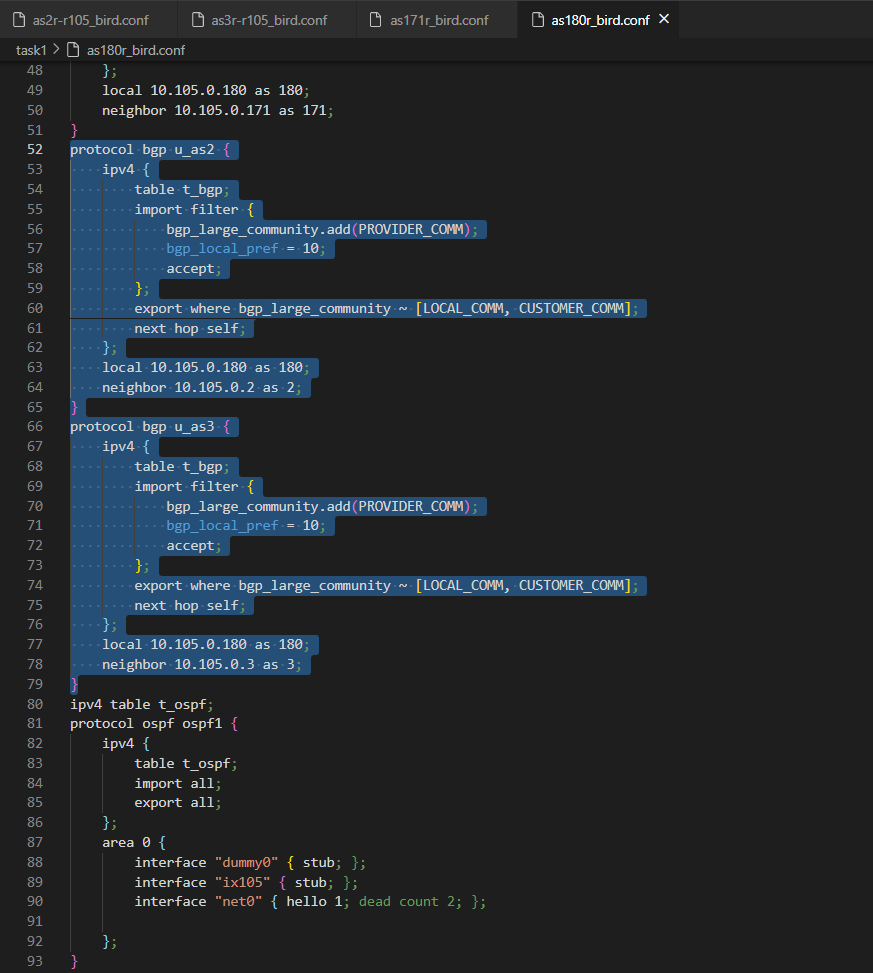 as2r-r105_bird.conf as3r-r105_bird.conf as171r_bird.conf as180r_bird.conf ×
task1 > as180r_bird.conf
48 };
49 local 10.105.0.180 as 180;
50 neighbor 10.105.0.171 as 171;
51 }
52 protocol bgp u_as2 {
53 ipv4 {
54 table t_bgp;
55 import filter {
56 bgp_large_community.add(PROVIDER_COMM);
57 bgp_local_pref = 10;
58 accept;
59 };
60 export where bgp_large_community ~ [LOCAL_COMM, CUSTOMER_COMM];
61 next hop self;
62 };
63 local 10.105.0.180 as 180;
64 neighbor 10.105.0.2 as 2;
65 }
66 protocol bgp u_as3 {
67 ipv4 {
68 table t_bgp;
69 import filter {
70 bgp_large_community.add(PROVIDER_COMM);
71 bgp_local_pref = 10;
72 accept;
73 };
74 export where bgp_large_community ~ [LOCAL_COMM, CUSTOMER_COMM];
75 next hop self;
76 };
77 local 10.105.0.180 as 180;
78 neighbor 10.105.0.3 as 3;
79 }
80 ipv4 table t_ospf;
81 protocol ospf ospf1 {
82 ipv4 {
83 table t_ospf;
84 import all;
85 export all;
86 };
87 area 0 {
88 interface "dummy0" { stub; };
89 interface "ix105" { stub; };
90 interface "net0" { hello 1; dead count 2; };
91
92 };
93 }